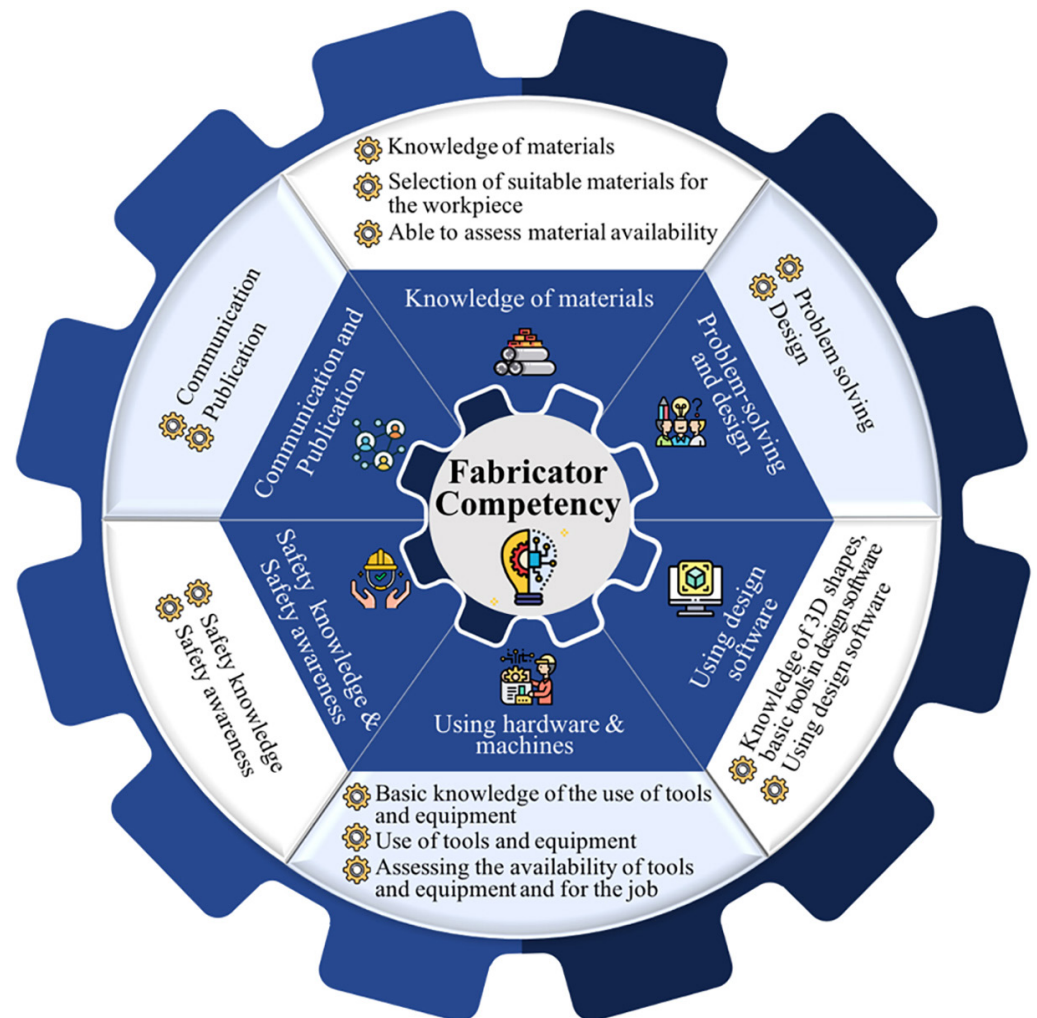 Fabricator
Competency
Knowledge of materials
Knowledge of materials
Selection of suitable materials for
the workpiece
Able to assess material availability
Problem-solving
and design
Problem solving
Design
Using design
software
Knowledge of 3D shapes,
basic tools in design software
Using design software
Using hardware &
machines
Basic knowledge of the use of tools
and equipment
Use of tools and equipment
Assessing the availability of tools
and equipment and for the job
Safety knowledge &
Safety awareness
Safety knowledge
Safety awareness
Communication and
Publication
Communication
Publication